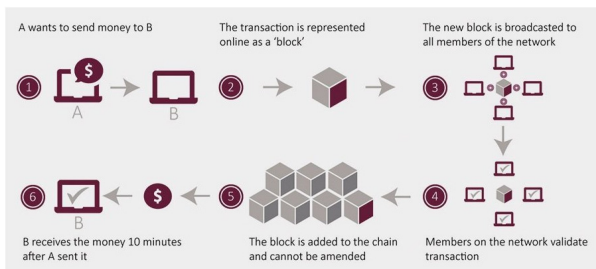 A wants to send money to B
The transaction is represented
online as a 'block'
The new block is broadcasted to
all members of the network
1
$
A
B
2
3
6
B
$
5
4
B receives the money 10 minutes
after A sent it
The block is added to the chain
and cannot be amended
Members on the network validate
transaction